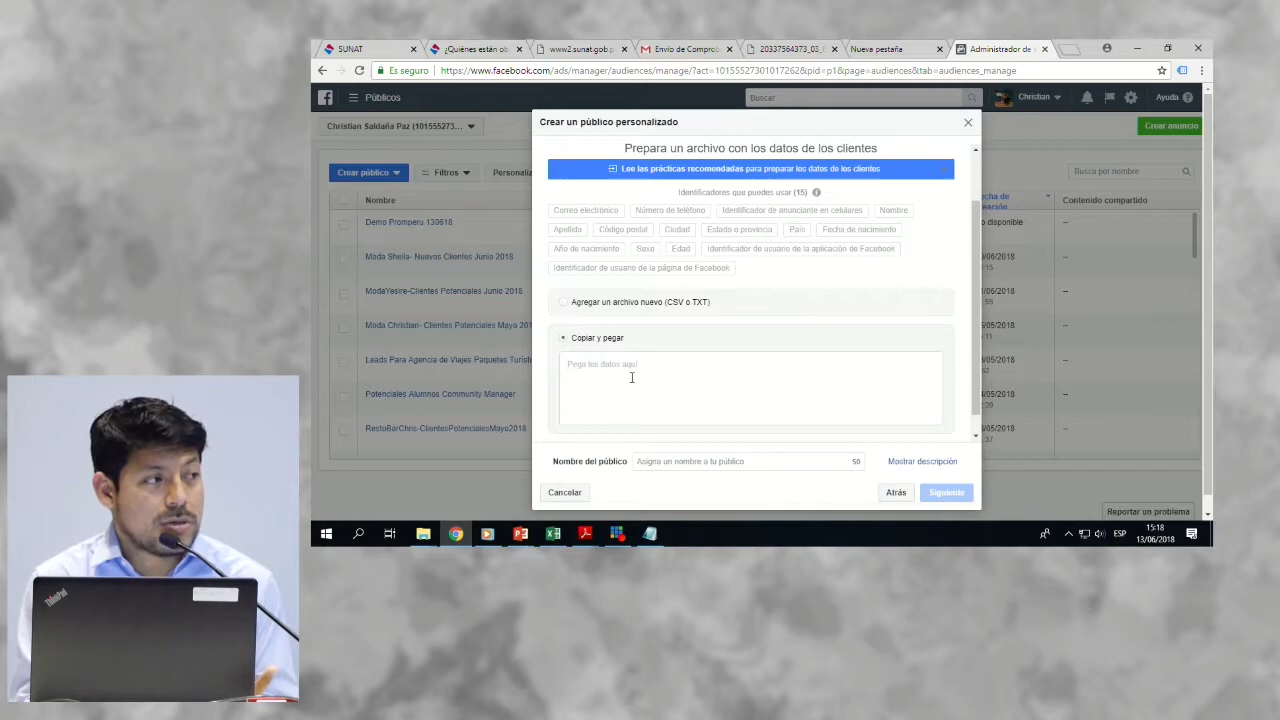 SUNAT
¿Quiénes están ob
www2.sunat.gob.p
Envío de Comprob
20337564373_03_
Nueva pestaña
Administrador de
Es seguro
https://www.facebook.com/ads/manager/audiences/manage/?act=10155527301017262&pid=p1&page=audiences&tab=audiences_manage
Públicos
Buscar
Christian
Ayuda
Christian Saldaña Paz (101555273...
Crear anuncio
Crear un público personalizado
Prepara un archivo con los datos de los clientes
Lee las prácticas recomendadas para preparar los datos de los clientes
Crear público
Filtros
Personaliz
Busca por nombre
Identificadores que puedes usar (15)
Nombre
Contenido compartido
Correo electrónico
Número de teléfono
Identificador de anunciante en celulares
Nombre
Apellido
Código postal
Ciudad
Estado o provincia
País
Fecha de nacimiento
Año de nacimiento
Sexo
Edad
Identificador de usuario de la aplicación de Facebook
Identificador de usuario de la página de Facebook
Demo Promperu 130618
o disponible
Moda Sheila- Nuevos Clientes Junio 2018
--
ModaYesire-Clientes Potenciales Junio 2018
--
Agregar un archivo nuevo (CSV o TXT)
Moda Christian- Clientes Potenciales Mayo 201
--
Copiar y pegar
Leads Para Agencia de Viajes Paquetes Turist
--
Pega los datos aquí
Potenciales Alumnos Community Manager
--
RestoBarChris-ClientesPotencialesMayo2018
--
Nombre del público
Asigna un nombre a tu público
50
Mostrar descripción
Cancelar
Atrás
Siguiente
Reportar un problema
ESP
15:18
13/06/2018
ThinkPad